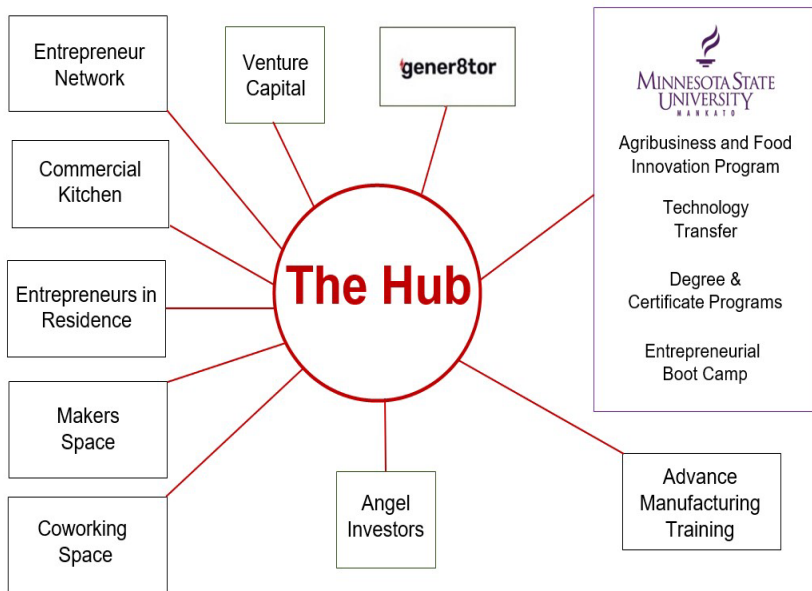 Entrepreneur
Network
Venture
Capital
gener8tor
MINNESOTA STATE
UNIVERSITY
MANKATO
Agribusiness and Food
Innovation Program
Technology
Transfer
Degree &
Certificate Programs
Entrepreneurial
Boot Camp
Commercial
Kitchen
The Hub
Entrepreneurs in
Residence
Makers
Space
Coworking
Space
Angel
Investors
Advance
Manufacturing
Training